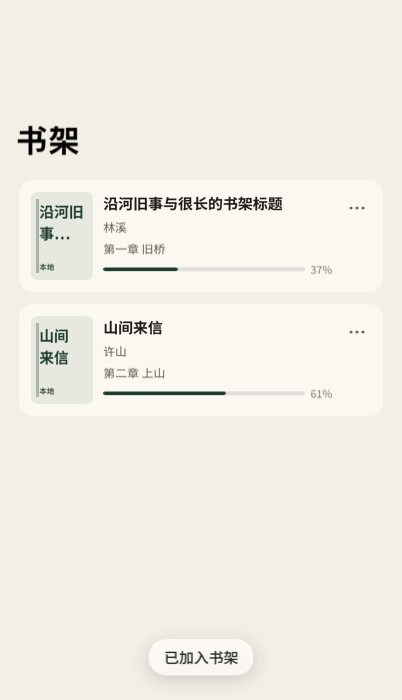 书架
沿河旧
事...
本地
沿河旧事与很长的书架标题
林溪
第一章 旧桥
37%
山间
来信
本地
山间来信
许山
第二章 上山
61%
已加入书架